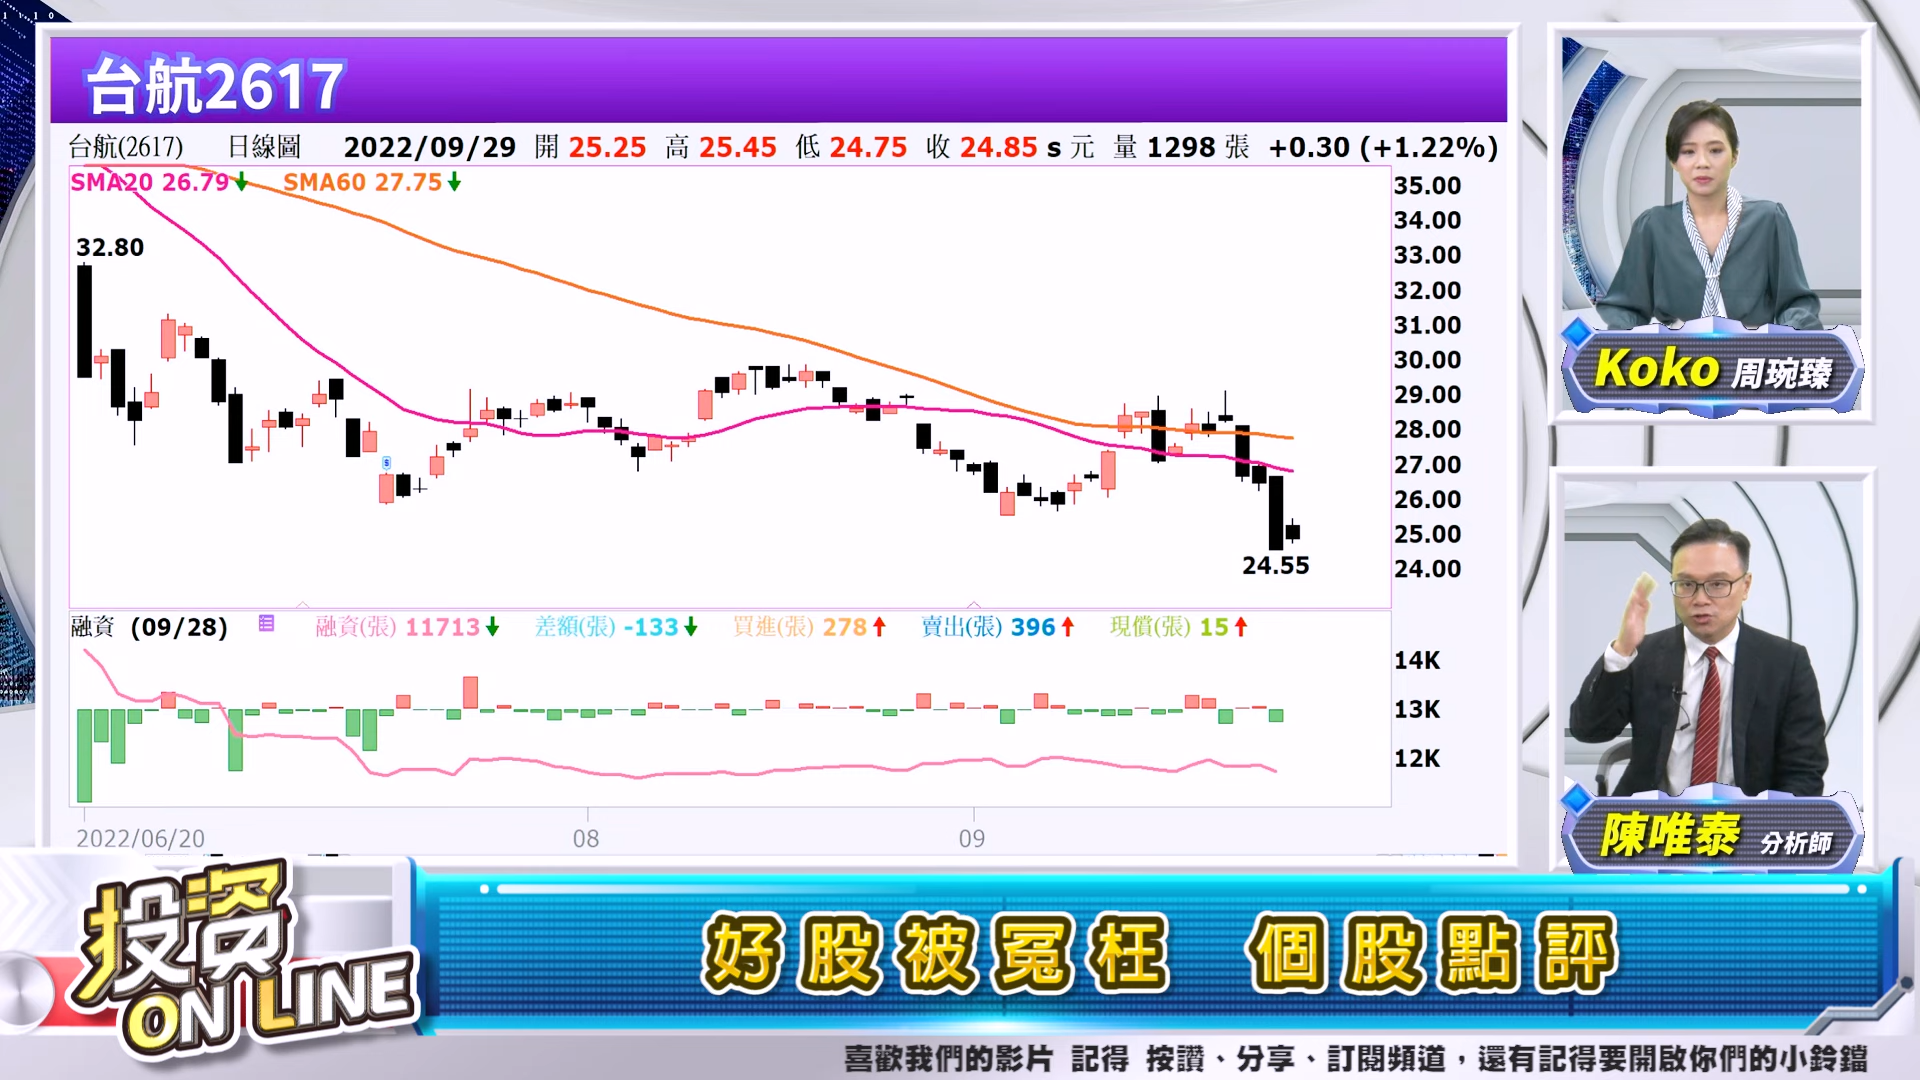 台航2617
台航(2617) 日線圖 2022/09/29 開 25.25 高 25.45 低 24.75 收 24.85 s 元 量 1298 張 +0.30 (+1.22%)
SMA20 26.79↓ SMA60 27.75↓
32.80
24.55
35.00
34.00
33.00
32.00
31.00
30.00
29.00
28.00
27.00
26.00
25.00
24.00
融資 (09/28) 融資(張) 11713↓ 差額(張) -133↓ 買進(張) 278↑ 賣出(張) 396↑ 現償(張) 15↑
14K
13K
12K
2022/06/20 08 09
Koko 周琬臻
陳唯泰 分析師
投資
ON LINE
好股被冤枉 個股點評
喜歡我們的影片 記得 按讚、分享、訂閱頻道，還有記得要開啟你們的小鈴鐺